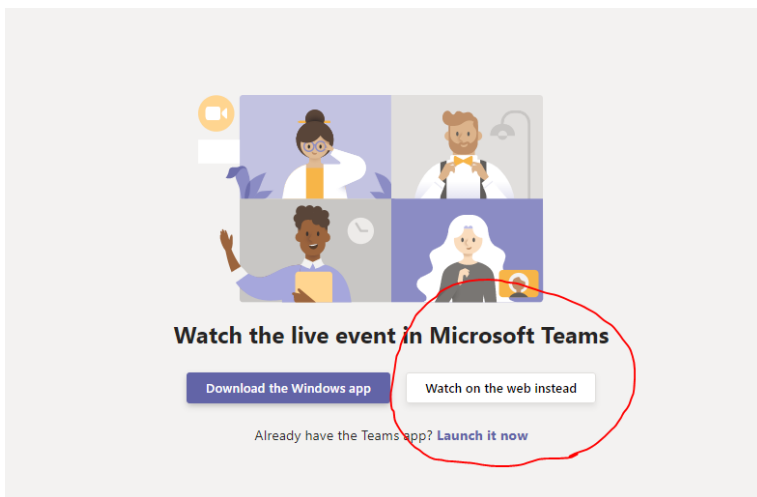 Watch the live event in Microsoft Teams
Download the Windows app
Watch on the web instead
Already have the Teams app? Launch it now